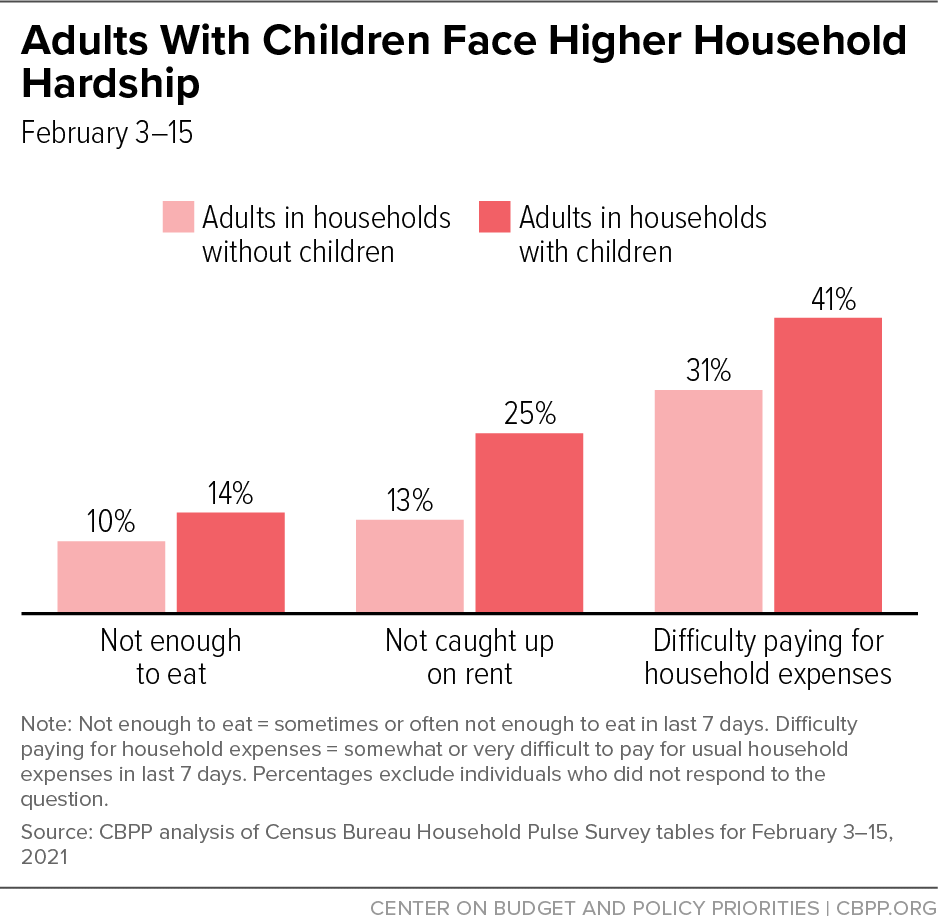 Adults With Children Face Higher Household
Hardship
February 3–15
Adults in households
without children
Adults in households
with children
10%
14%
13%
25%
31%
41%
Not enough
to eat
Not caught up
on rent
Difficulty paying for
household expenses
Note: Not enough to eat = sometimes or often not enough to eat in last 7 days. Difficulty
paying for household expenses = somewhat or very difficult to pay for usual household
expenses in last 7 days. Percentages exclude individuals who did not respond to the
question.
Source: CBPP analysis of Census Bureau Household Pulse Survey tables for February 3–15,
2021
CENTER ON BUDGET AND POLICY PRIORITIES | CBPP.ORG